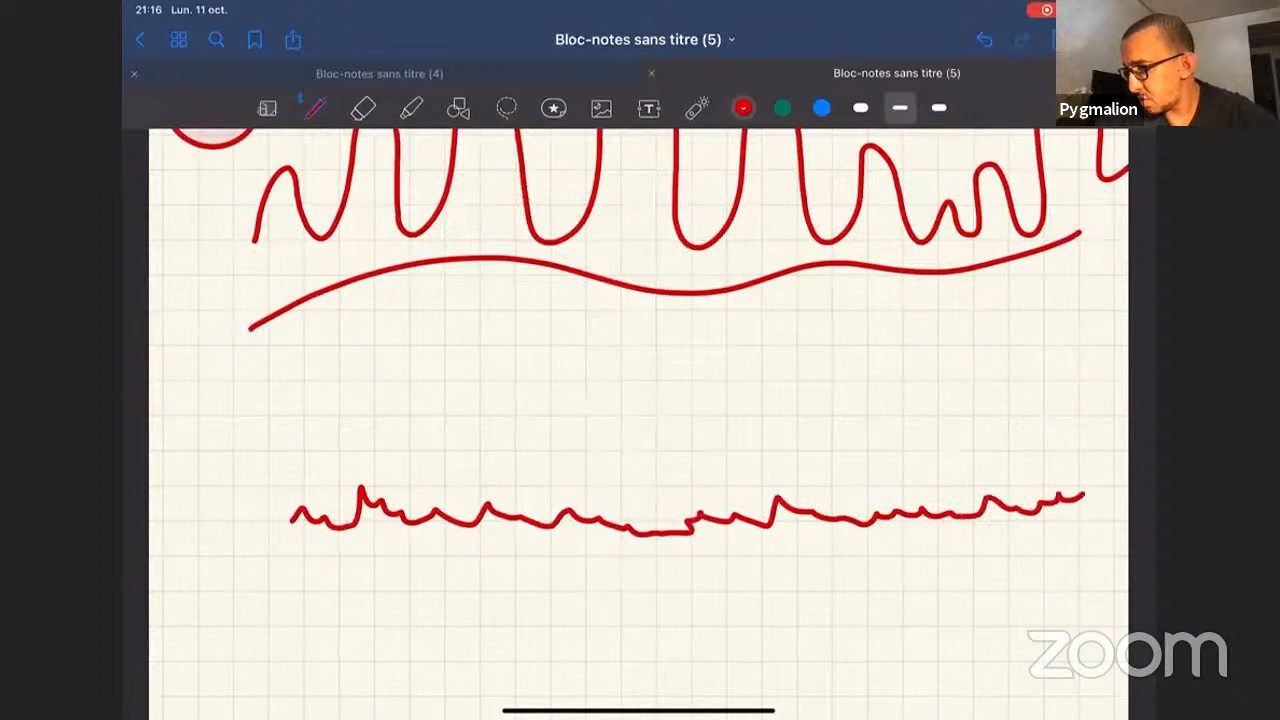 21:16 Lun. 11 oct.
Bloc-notes sans titre (5)
Bloc-notes sans titre (4)
Bloc-notes sans titre (5)
T
Pygmalion
zoom